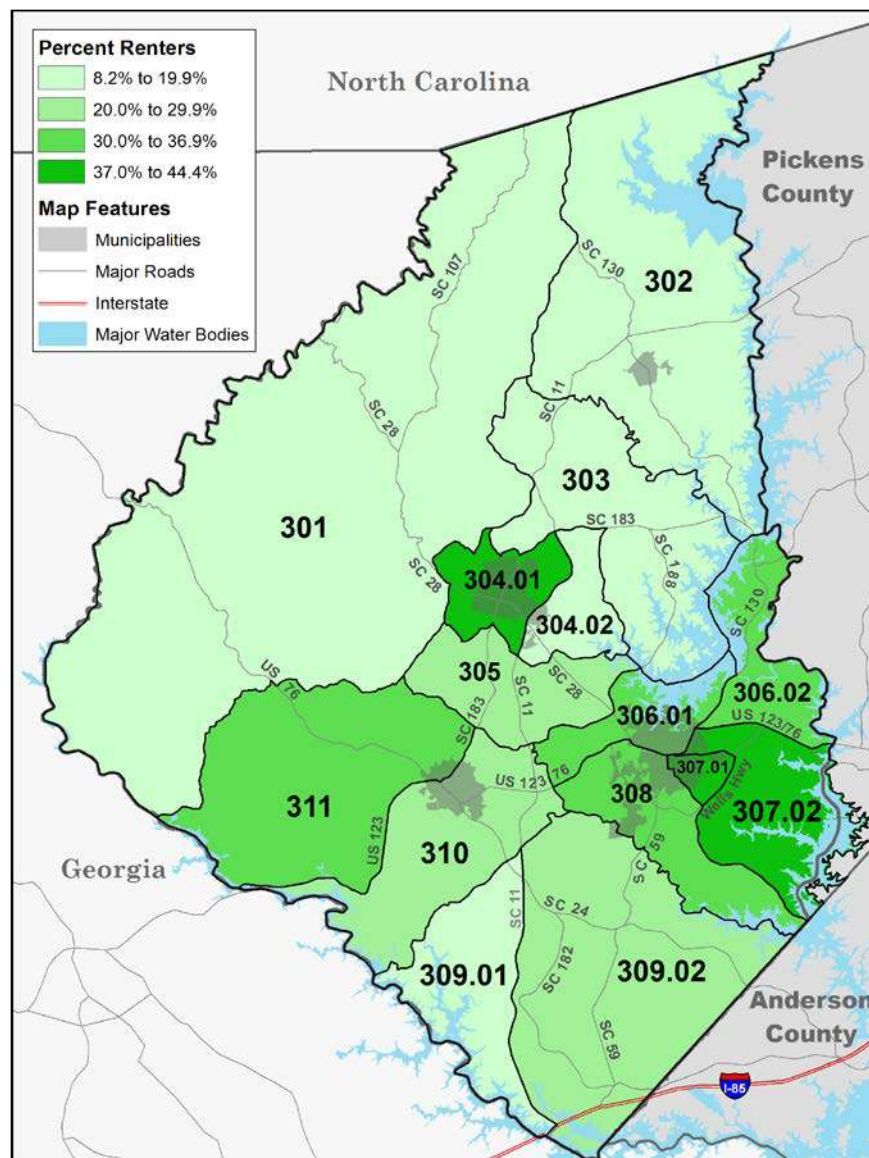 Percent Renters
8.2% to 19.9%
20.0% to 29.9%
30.0% to 36.9%
37.0% to 44.4%
Map Features
Municipalities
Major Roads
Interstate
Major Water Bodies
North Carolina
Pickens
County
SC 107
SC 130
302
SC 11
SC 28
303
301
SC 183
SC 188
SC 28
304.01
304.02
SC 130
305
SC 28
US 76
SC 183
SC 11
306.01
306.02
US 123/76
307.01
US 123 76
308
Wells Hwy
307.02
311
US 123
310
SC 59
Georgia
SC 11
SC 24
309.01
SC 182
309.02
SC 59
Anderson
County
I-85